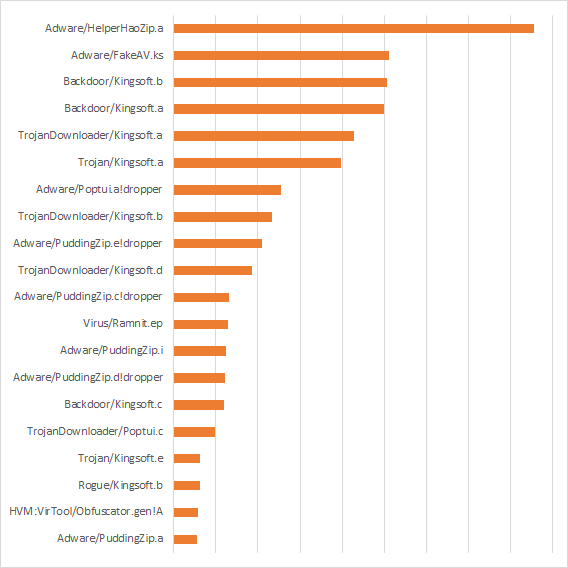 Adware/HelperHaoZip.a
Adware/FakeAV.ks
Backdoor/Kingsoft.b
Backdoor/Kingsoft.a
TrojanDownloader/Kingsoft.a
Trojan/Kingsoft.a
Adware/Poptui.a!dropper
TrojanDownloader/Kingsoft.b
Adware/PuddingZip.e!dropper
TrojanDownloader/Kingsoft.d
Adware/PuddingZip.c!dropper
Virus/Ramnit.ep
Adware/PuddingZip.i
Adware/PuddingZip.d!dropper
Backdoor/Kingsoft.c
TrojanDownloader/Poptui.c
Trojan/Kingsoft.e
Rogue/Kingsoft.b
HVM:VirTool/Obfuscator.gen!A
Adware/PuddingZip.a